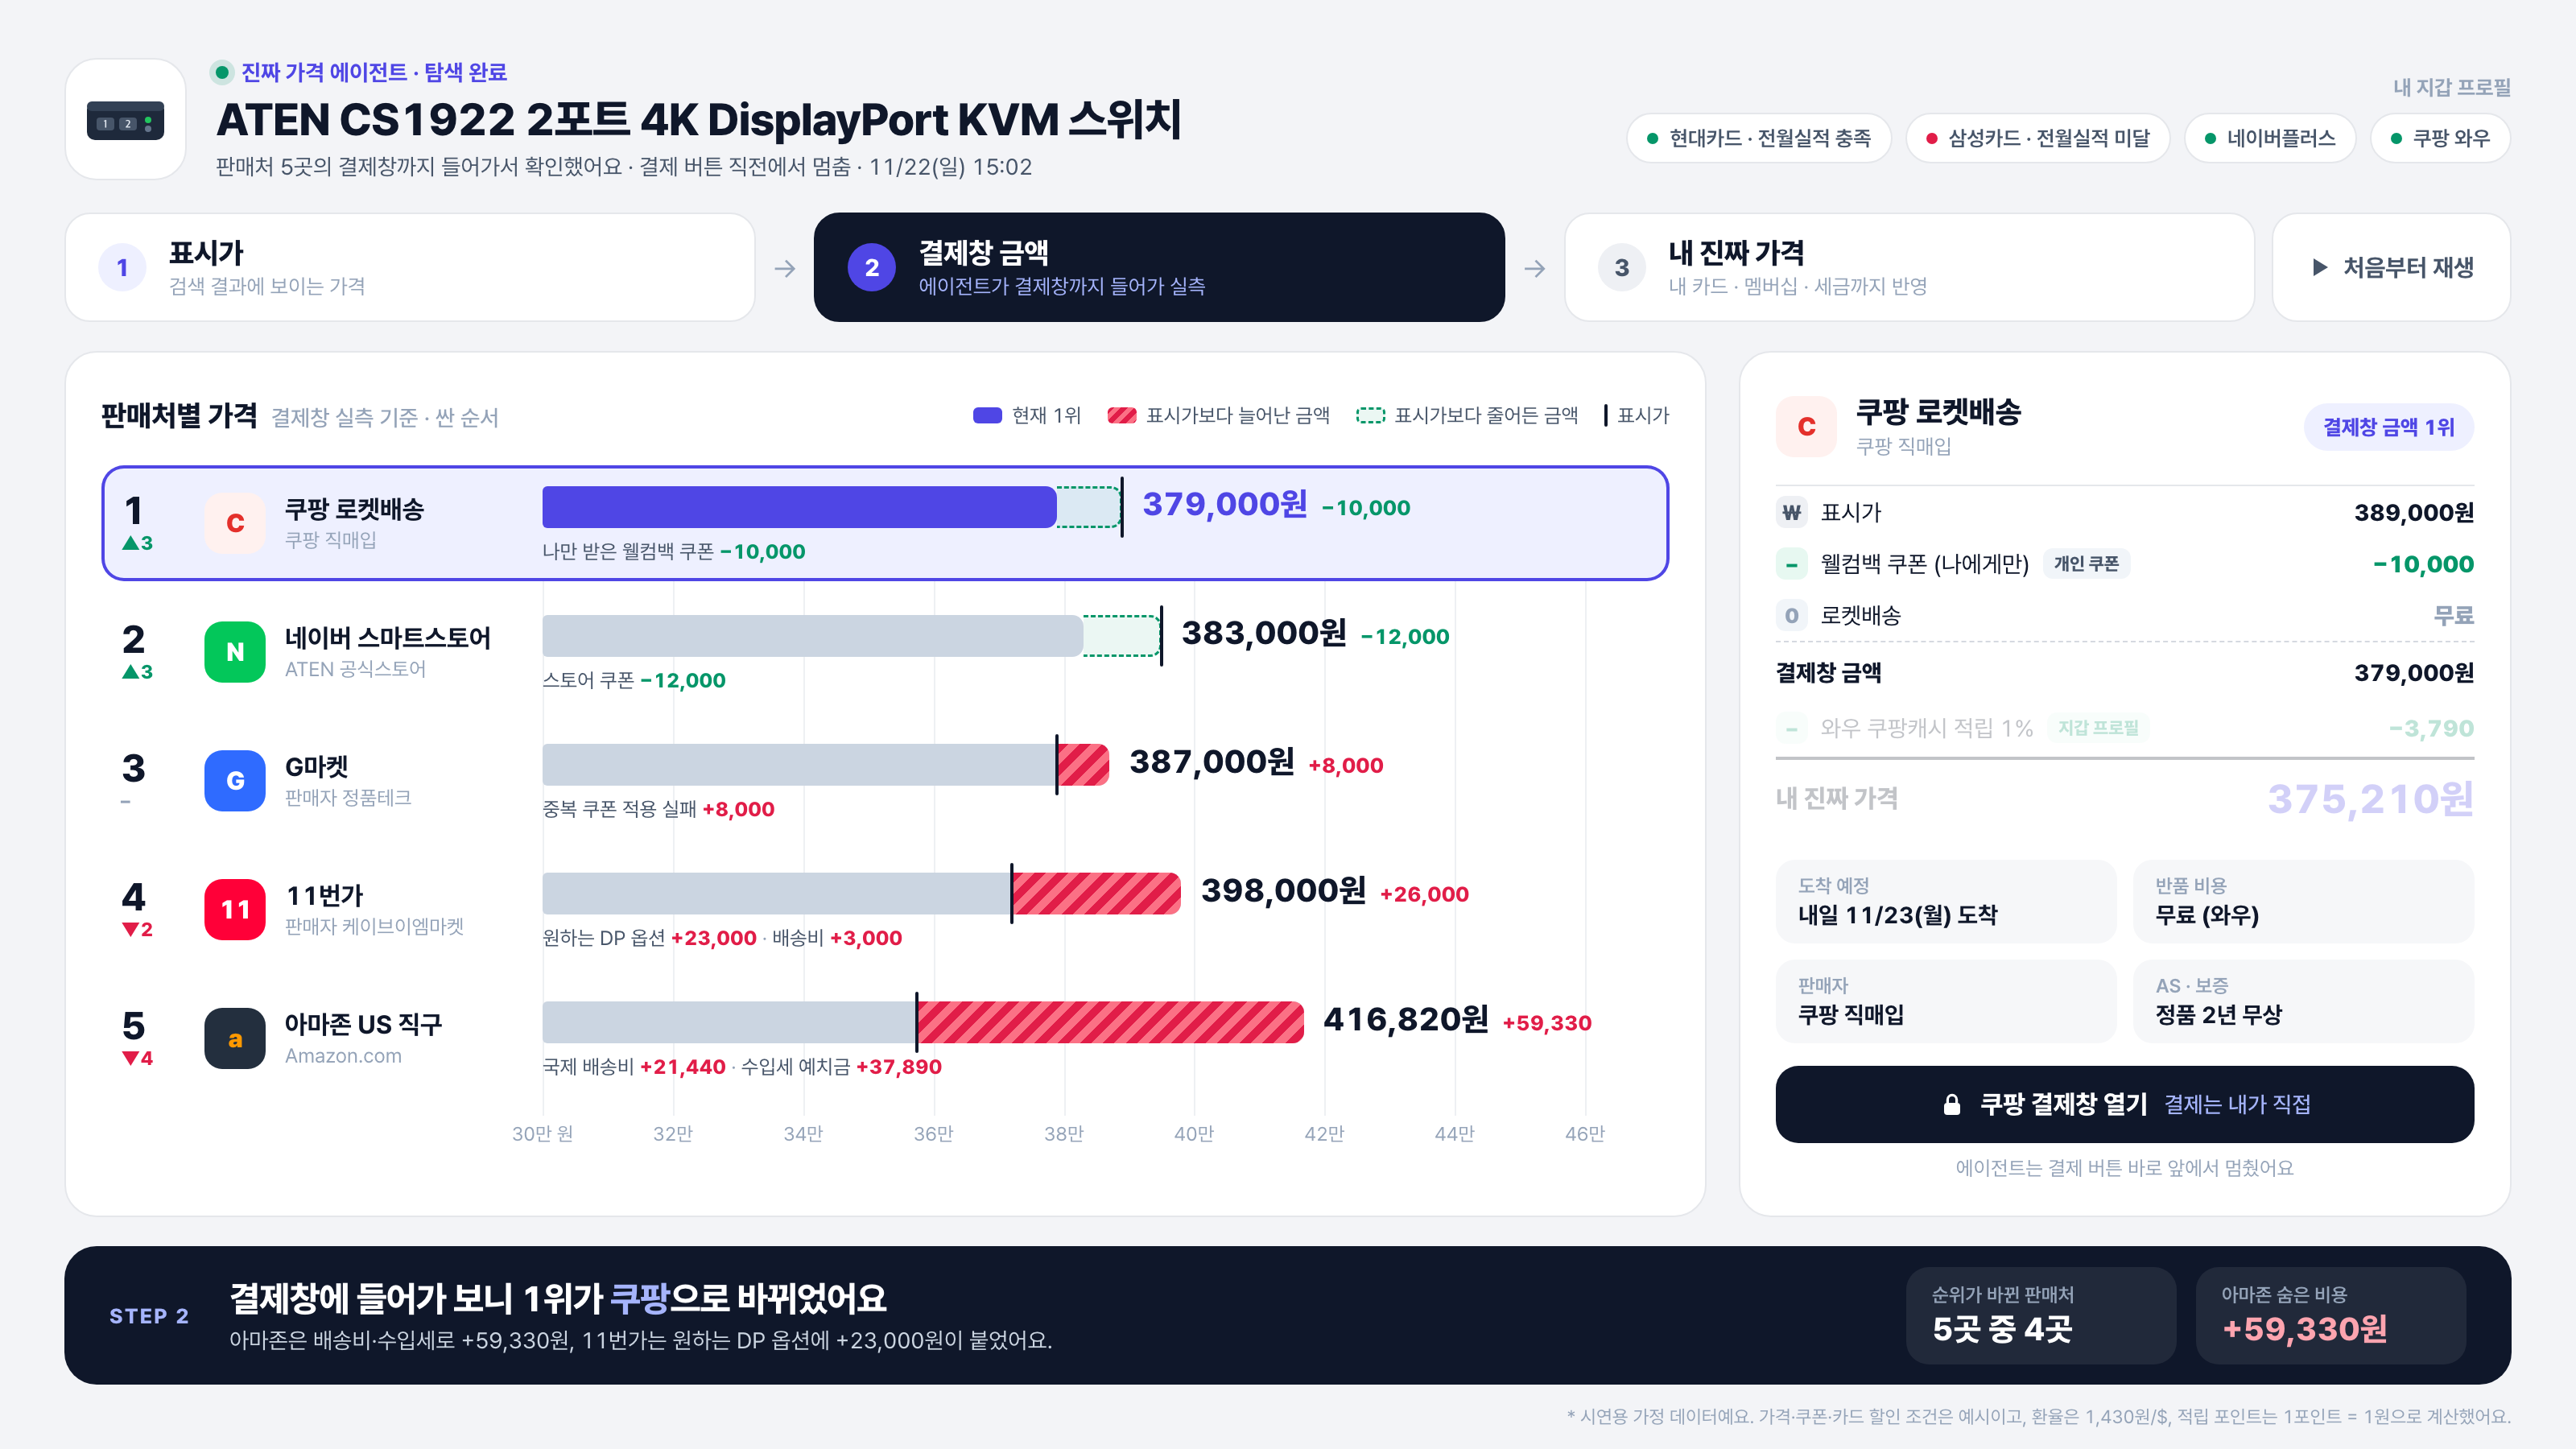 진짜 가격 에이전트 · 탐색 완료
ATEN CS1922 2포트 4K DisplayPort KVM 스위치
판매처 5곳의 결제창까지 들어가서 확인했어요 · 결제 버튼 직전에서 멈춤 · 11/22(일) 15:02
1 2
내 지갑 프로필
현대카드 · 전월실적 충족
삼성카드 · 전월실적 미달
네이버플러스
쿠팡 와우
1 표시가
검색 결과에 보이는 가격
→
2 결제창 금액
에이전트가 결제창까지 들어가 실측
→
3 내 진짜 가격
내 카드 · 멤버십 · 세금까지 반영
▶ 처음부터 재생
판매처별 가격 결제창 실측 기준 · 싼 순서
현재 1위
표시가보다 늘어난 금액
표시가보다 줄어든 금액
표시가
1
▲3
C
쿠팡 로켓배송
쿠팡 직매입
379,000원 −10,000
나만 받은 웰컴백 쿠폰 −10,000
2
▲3
N
네이버 스마트스토어
ATEN 공식스토어
383,000원 −12,000
스토어 쿠폰 −12,000
3
–
G
G마켓
판매자 정품테크
387,000원 +8,000
중복 쿠폰 적용 실패 +8,000
4
▼2
11
11번가
판매자 케이브이엠마켓
398,000원 +26,000
원하는 DP 옵션 +23,000 · 배송비 +3,000
5
▼4
a
아마존 US 직구
Amazon.com
416,820원 +59,330
국제 배송비 +21,440 · 수입세 예치금 +37,890
30만 원 32만 34만 36만 38만 40만 42만 44만 46만
C
쿠팡 로켓배송
쿠팡 직매입
결제창 금액 1위
₩ 표시가 389,000원
– 웰컴백 쿠폰 (나에게만) 개인 쿠폰 −10,000
0 로켓배송 무료
결제창 금액 379,000원
– 와우 쿠팡캐시 적립 1% 지갑 프로필 −3,790
내 진짜 가격 375,210원
도착 예정
내일 11/23(월) 도착
반품 비용
무료 (와우)
판매자
쿠팡 직매입
AS · 보증
정품 2년 무상
쿠팡 결제창 열기 결제는 내가 직접
에이전트는 결제 버튼 바로 앞에서 멈췄어요
STEP 2
결제창에 들어가 보니 1위가 쿠팡으로 바뀌었어요
아마존은 배송비·수입세로 +59,330원, 11번가는 원하는 DP 옵션에 +23,000원이 붙었어요.
순위가 바뀐 판매처
5곳 중 4곳
아마존 숨은 비용
+59,330원
* 시연용 가정 데이터예요. 가격·쿠폰·카드 할인 조건은 예시이고, 환율은 1,430원/$, 적립 포인트는 1포인트 = 1원으로 계산했어요.